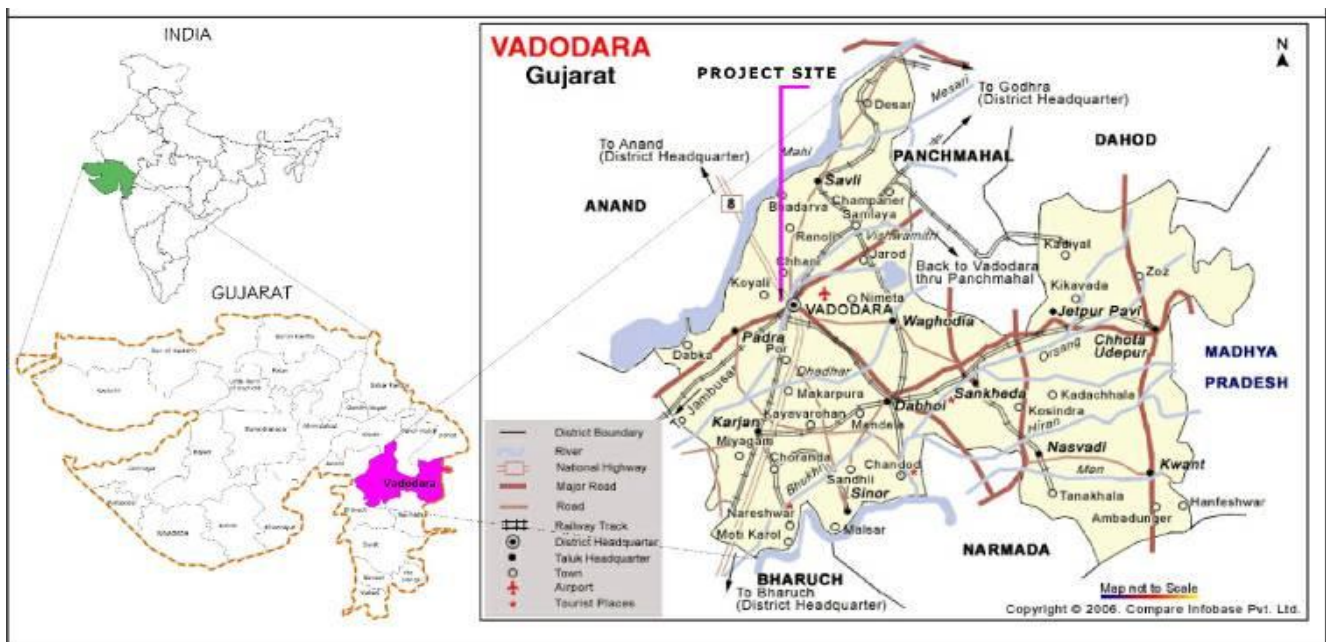 INDIA
GUJARAT
Vadodara
VADODARA
Gujarat
PROJECT SITE
N
To Godhra
(District Headquarter)
Mesari
Desar
To Anand
(District Headquarter)
Mahi
PANCHMAHAL
DAHOD
Savli
8
ANAND
Champaner
Bhadarva
Samlaya
Renoli
Vishwamitri
Jarod
Kadiyal
Chhani
Back to Vadodara
thru Panchmahal
Zoz
Koyali
Kikavada
Nimeta
VADODARA
Jetpur Pavi
Waghodia
Padra
Chhota
Udepur
Orsang
Dabka
Por
MADHYA
PRADESH
Dhadhar
To Jambusar
Makarpura
Sankheda
Kadachhala
Dabhoi
Kosindra
Kayavarohan
Mandala
Hiran
Karjan
Miyagam
Nasvadi
Choranda
Chandod
Man
Kwant
Bhukhi
Sandhli
Sinor
Tanakhala
Hanfeshwar
Ambadunger
Nareshwar
Malsar
Moti Karol
NARMADA
BHARUCH
To Bharuch
(District Headquarter)
District Boundary
River
National Highway
Major Road
Road
Railway Track
District Headquarter
Taluk Headquarter
Town
Airport
Tourist Places
Map not to Scale
Copyright © 2006. Compare Infobase Pvt. Ltd.